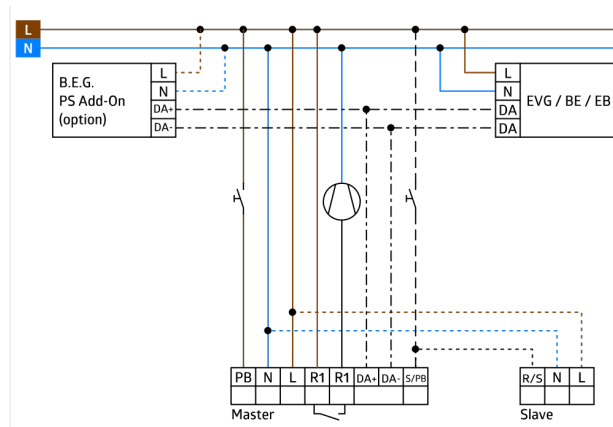 L
N
B.E.G.
PS Add-On
(option)
L
N
DA+
DA-
L
N
DA
DA
EVG / BE / EB
PB N L R1 R1 DA+ DA- S/PB
Master
R/S N L
Slave